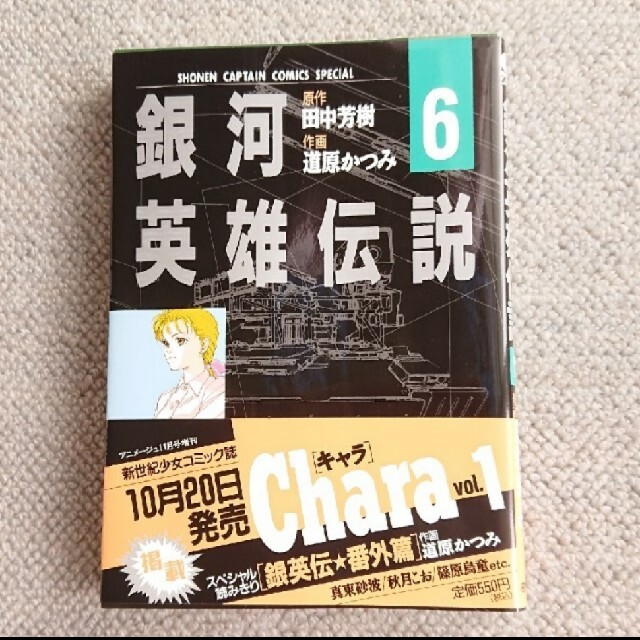 SHONEN CAPTAIN COMICS SPECIAL
銀河
英雄伝説
原作
田中芳樹
作画
道原かつみ
6
アニメージュ11月号増刊
新世紀少女コミック誌
10月20日
発売
[キャラ]
Chara vol.1
掲載
スペシャル
読みきり
[銀英伝★番外篇]
作画
道原かつみ
真東砂波/秋月こお/篠原烏童etc.
定価550円